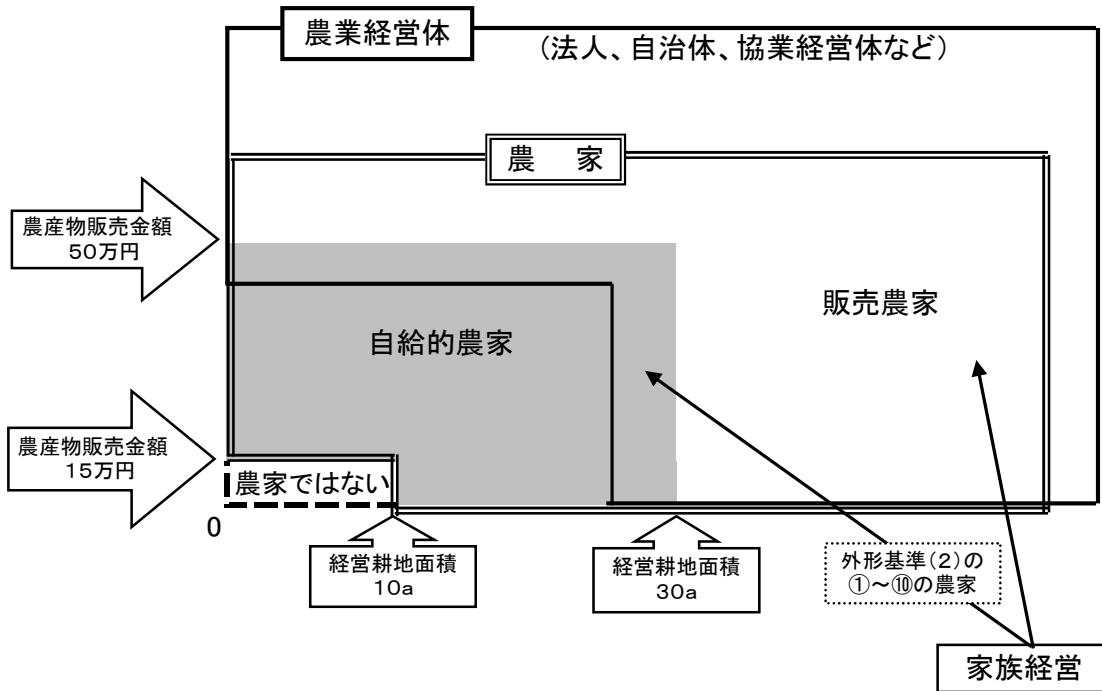 農業経営体
（法人、自治体、協業経営体など）
農　家
農産物販売金額
５０万円
販売農家
自給的農家
農産物販売金額
１５万円
農家ではない
０
経営耕地面積
１０a
経営耕地面積
３０a
外形基準（２）の
①～⑩の農家
家族経営